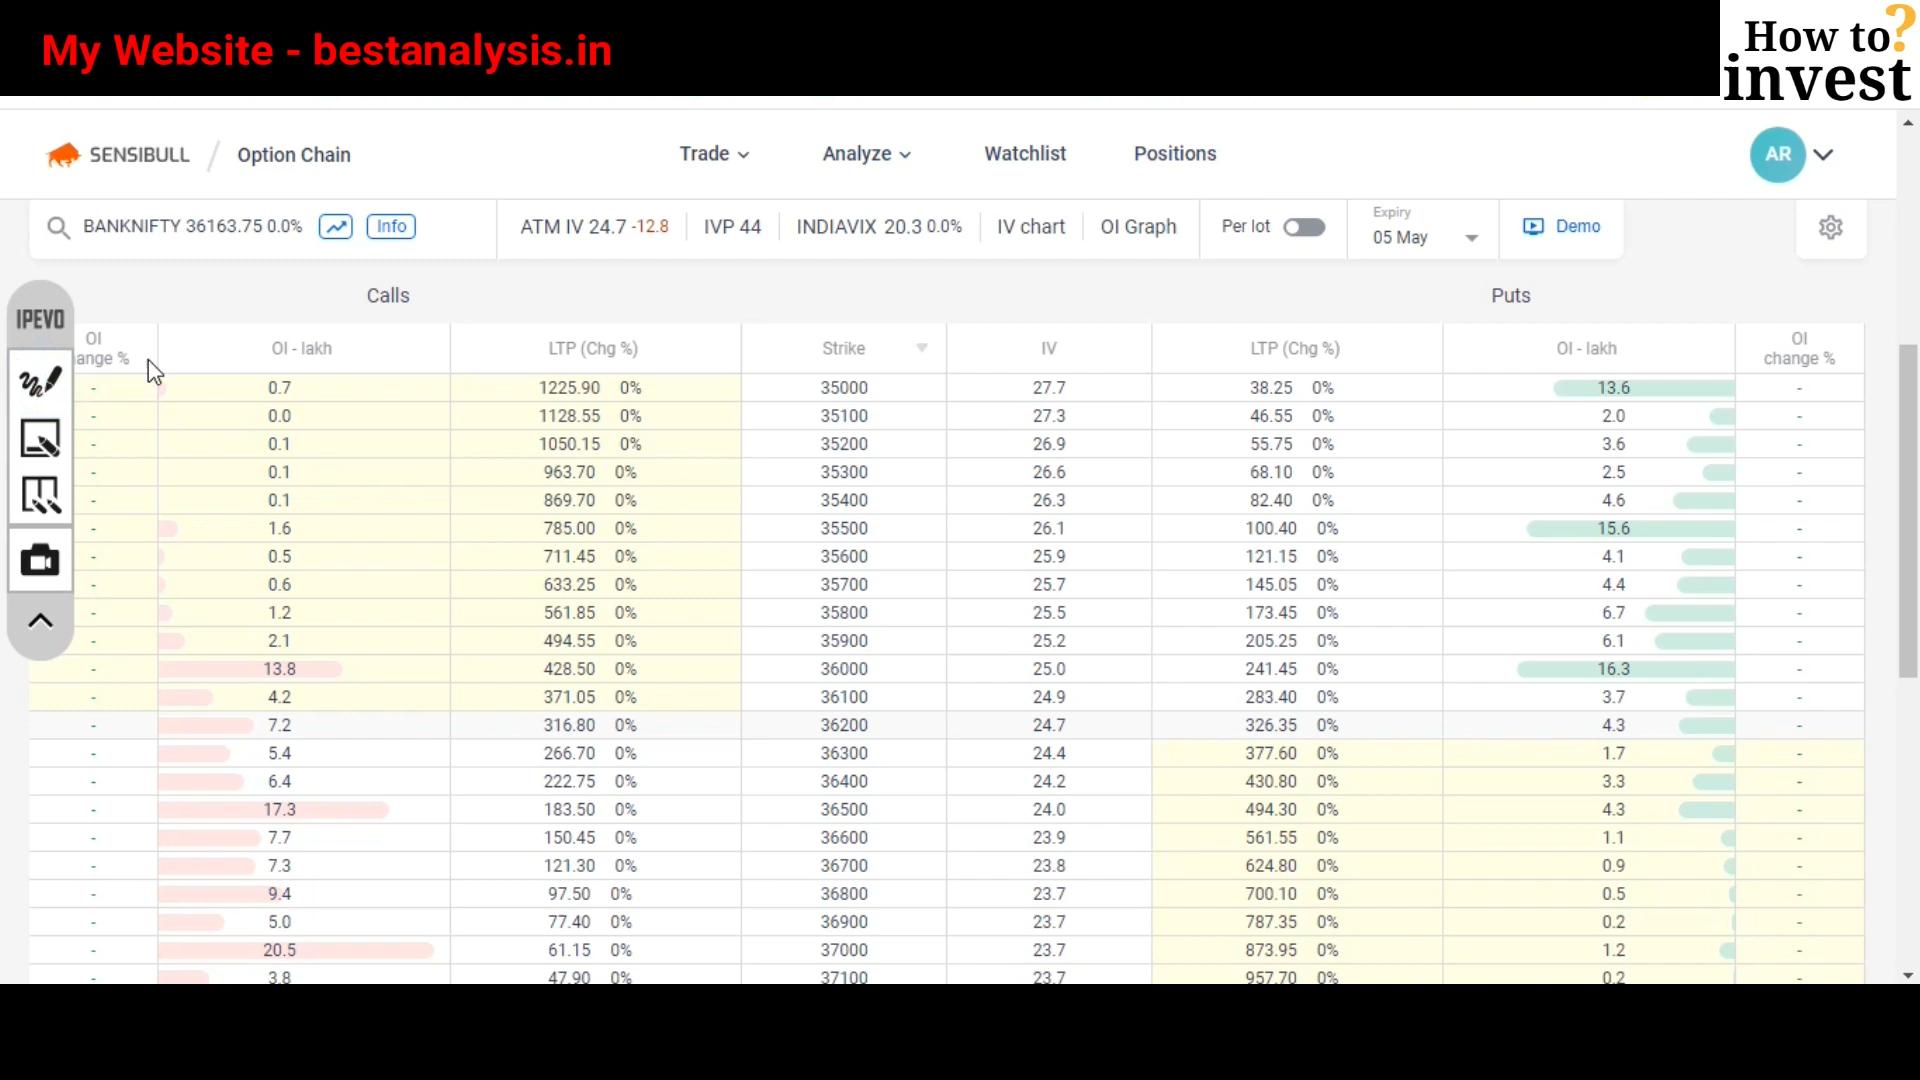 My Website - bestanalysis.in
How to?
invest
SENSIBULL / Option Chain Trade Analyze Watchlist Positions AR
BANKNIFTY 36163.75 0.0% Info ATM IV 24.7 -12.8 IVP 44 INDIAVIX 20.3 0.0% IV chart OI Graph Per lot Expiry 05 May Demo
Calls Puts
IPEVO
OI ange % OI - lakh LTP (Chg %) Strike IV LTP (Chg %) OI - lakh OI change %
- 0.7 1225.90 0% 35000 27.7 38.25 0% 13.6 -
- 0.0 1128.55 0% 35100 27.3 46.55 0% 2.0 -
- 0.1 1050.15 0% 35200 26.9 55.75 0% 3.6 -
- 0.1 963.70 0% 35300 26.6 68.10 0% 2.5 -
- 0.1 869.70 0% 35400 26.3 82.40 0% 4.6 -
- 1.6 785.00 0% 35500 26.1 100.40 0% 15.6 -
- 0.5 711.45 0% 35600 25.9 121.15 0% 4.1 -
- 0.6 633.25 0% 35700 25.7 145.05 0% 4.4 -
- 1.2 561.85 0% 35800 25.5 173.45 0% 6.7 -
- 2.1 494.55 0% 35900 25.2 205.25 0% 6.1 -
- 13.8 428.50 0% 36000 25.0 241.45 0% 16.3 -
- 4.2 371.05 0% 36100 24.9 283.40 0% 3.7 -
- 7.2 316.80 0% 36200 24.7 326.35 0% 4.3 -
- 5.4 266.70 0% 36300 24.4 377.60 0% 1.7 -
- 6.4 222.75 0% 36400 24.2 430.80 0% 3.3 -
- 17.3 183.50 0% 36500 24.0 494.30 0% 4.3 -
- 7.7 150.45 0% 36600 23.9 561.55 0% 1.1 -
- 7.3 121.30 0% 36700 23.8 624.80 0% 0.9 -
- 9.4 97.50 0% 36800 23.7 700.10 0% 0.5 -
- 5.0 77.40 0% 36900 23.7 787.35 0% 0.2 -
- 20.5 61.15 0% 37000 23.7 873.95 0% 1.2 -
- 3.8 47.90 0% 37100 23.7 957.70 0% 0.2 -